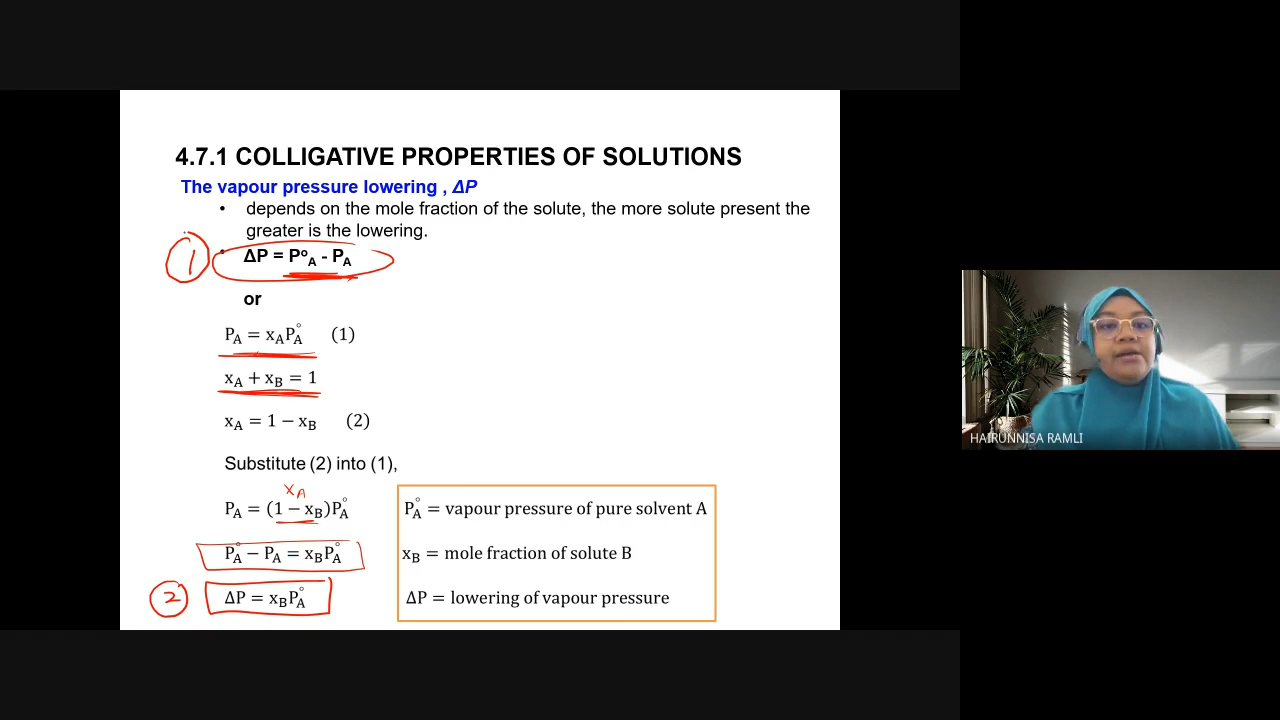 4.7.1 COLLIGATIVE PROPERTIES OF SOLUTIONS
The vapour pressure lowering , ΔP
• depends on the mole fraction of the solute, the more solute present the
greater is the lowering.
1
• ΔP = P°A - PA
or
PA = xAP°A (1)
xA + xB = 1
xA = 1 − xB (2)
Substitute (2) into (1),
xA
PA = (1 − xB)P°A
P°A − PA = xBP°A
2
ΔP = xBP°A
P°A = vapour pressure of pure solvent A
xB = mole fraction of solute B
ΔP = lowering of vapour pressure
HAIRUNNISA RAMLI